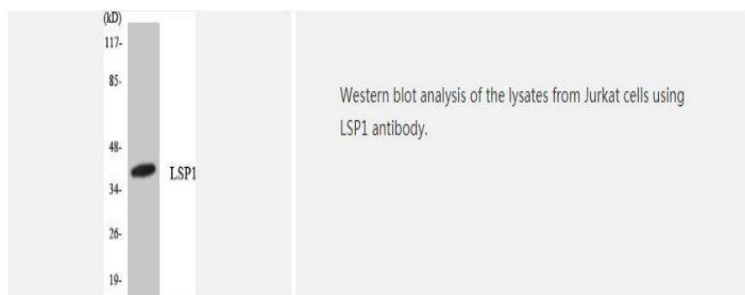 (kD)
117-
85-
48-
LSP1
34-
26-
19-
Western blot analysis of the lysates from Jurkat cells using
LSP1 antibody.